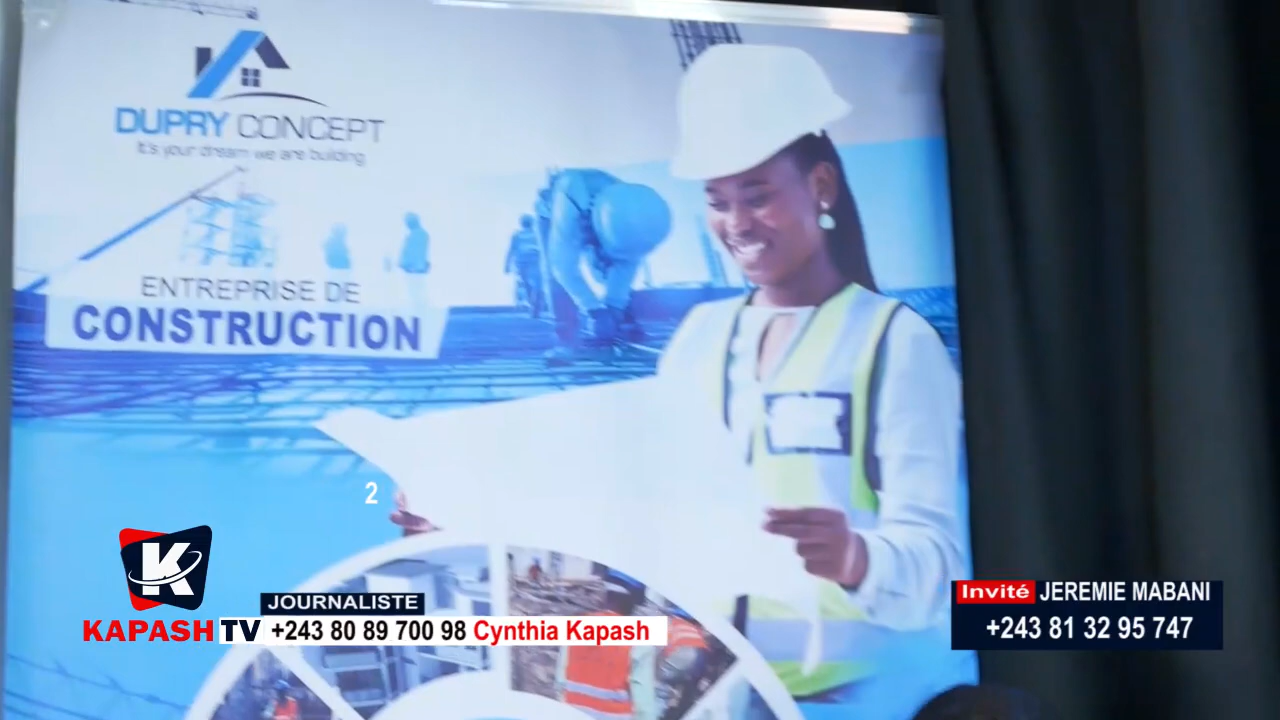 DUPRY CONCEPT
It's your dream we are building
ENTREPRISE DE
CONSTRUCTION
2
K
KAPASH TV
JOURNALISTE
+243 80 89 700 98 Cynthia Kapash
Invité JEREMIE MABANI
+243 81 32 95 747